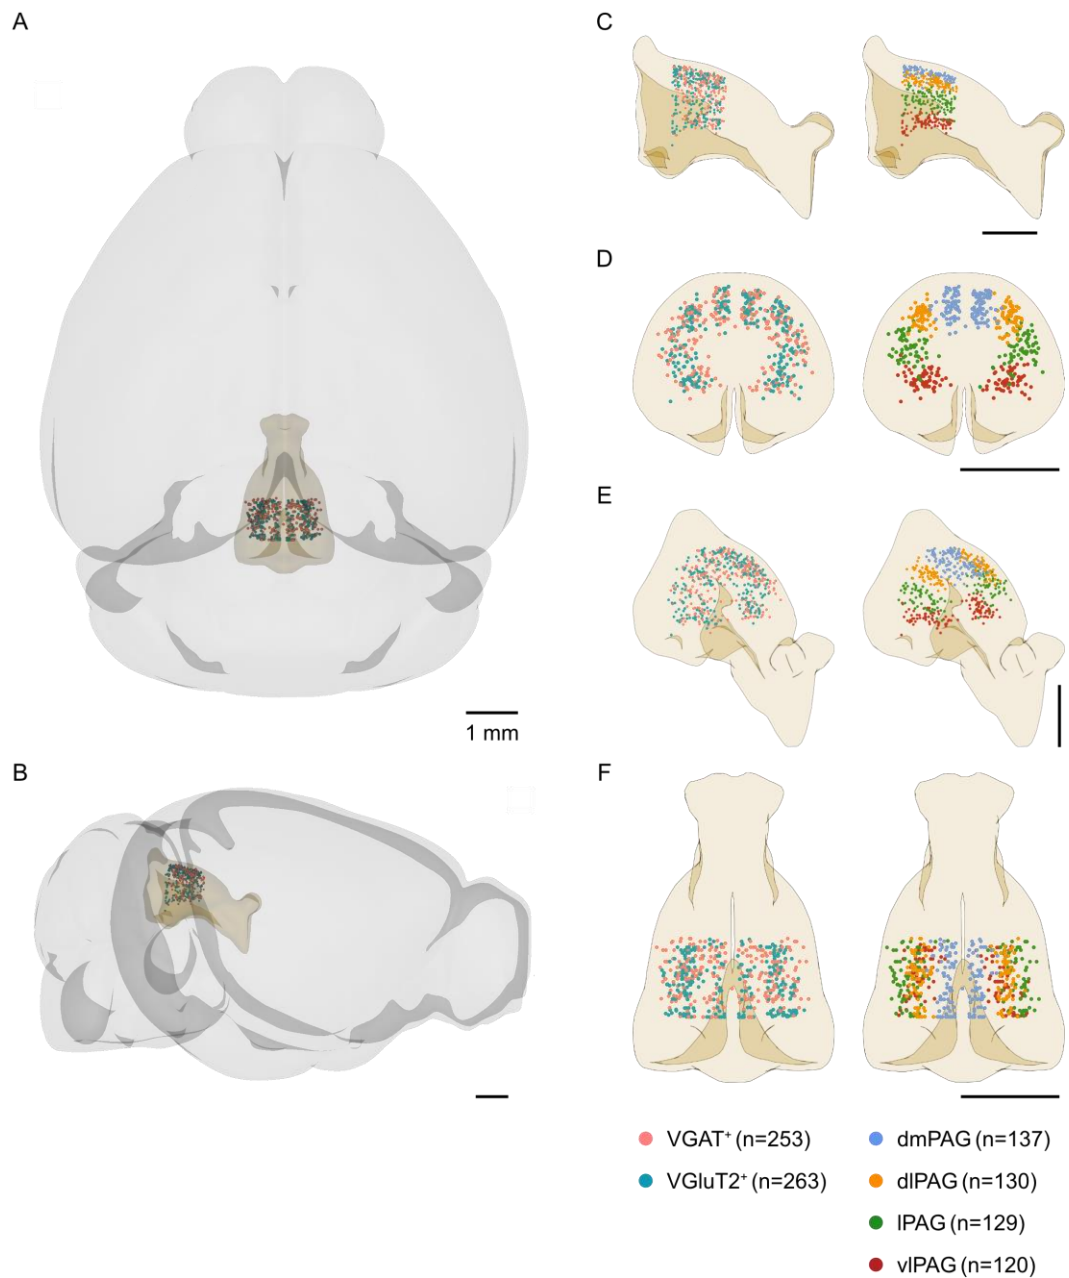 A
C
D
E
1 mm
B
F
VGAT⁺ (n=253)
dmPAG (n=137)
VGluT2⁺ (n=263)
dlPAG (n=130)
lPAG (n=129)
vlPAG (n=120)